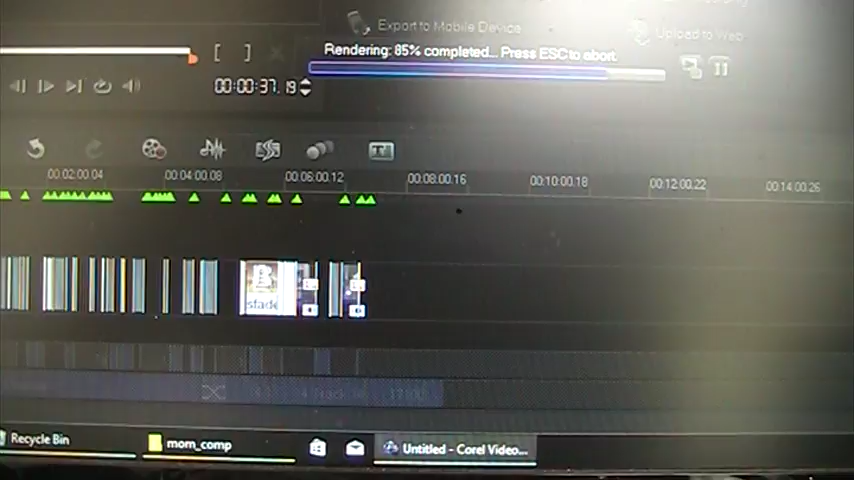 Export to Mobile Device
Upload to Web
Rendering: 85% completed... Press ESC to abort.
[ ]
00:00:37.19
00:02:00.04 00:04:00.08 00:06:00.12 00:08:00.16 00:10:00.18 00:12:00.22 00:14:00.26
sfade
Recycle Bin
mom_comp
Untitled - Corel Video...